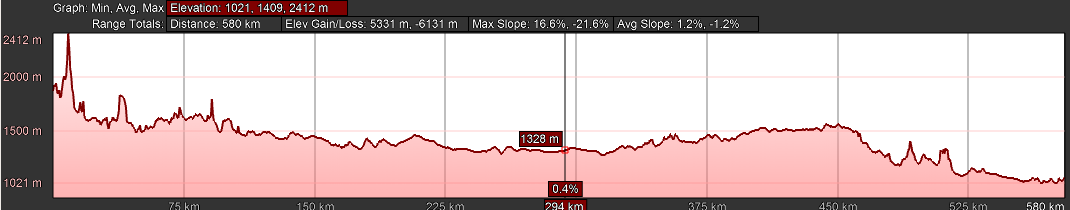 Graph: Min, Avg, Max Elevation: 1021, 1409, 2412 m
Range Totals: Distance: 580 km Elev Gain/Loss: 5331 m, -6131 m Max Slope: 16.6%, -21.6% Avg Slope: 1.2%, -1.2%
2412 m
2000 m
1500 m
1328 m
1021 m
0.4%
75 km 150 km 225 km 294 km 375 km 450 km 525 km 580 km